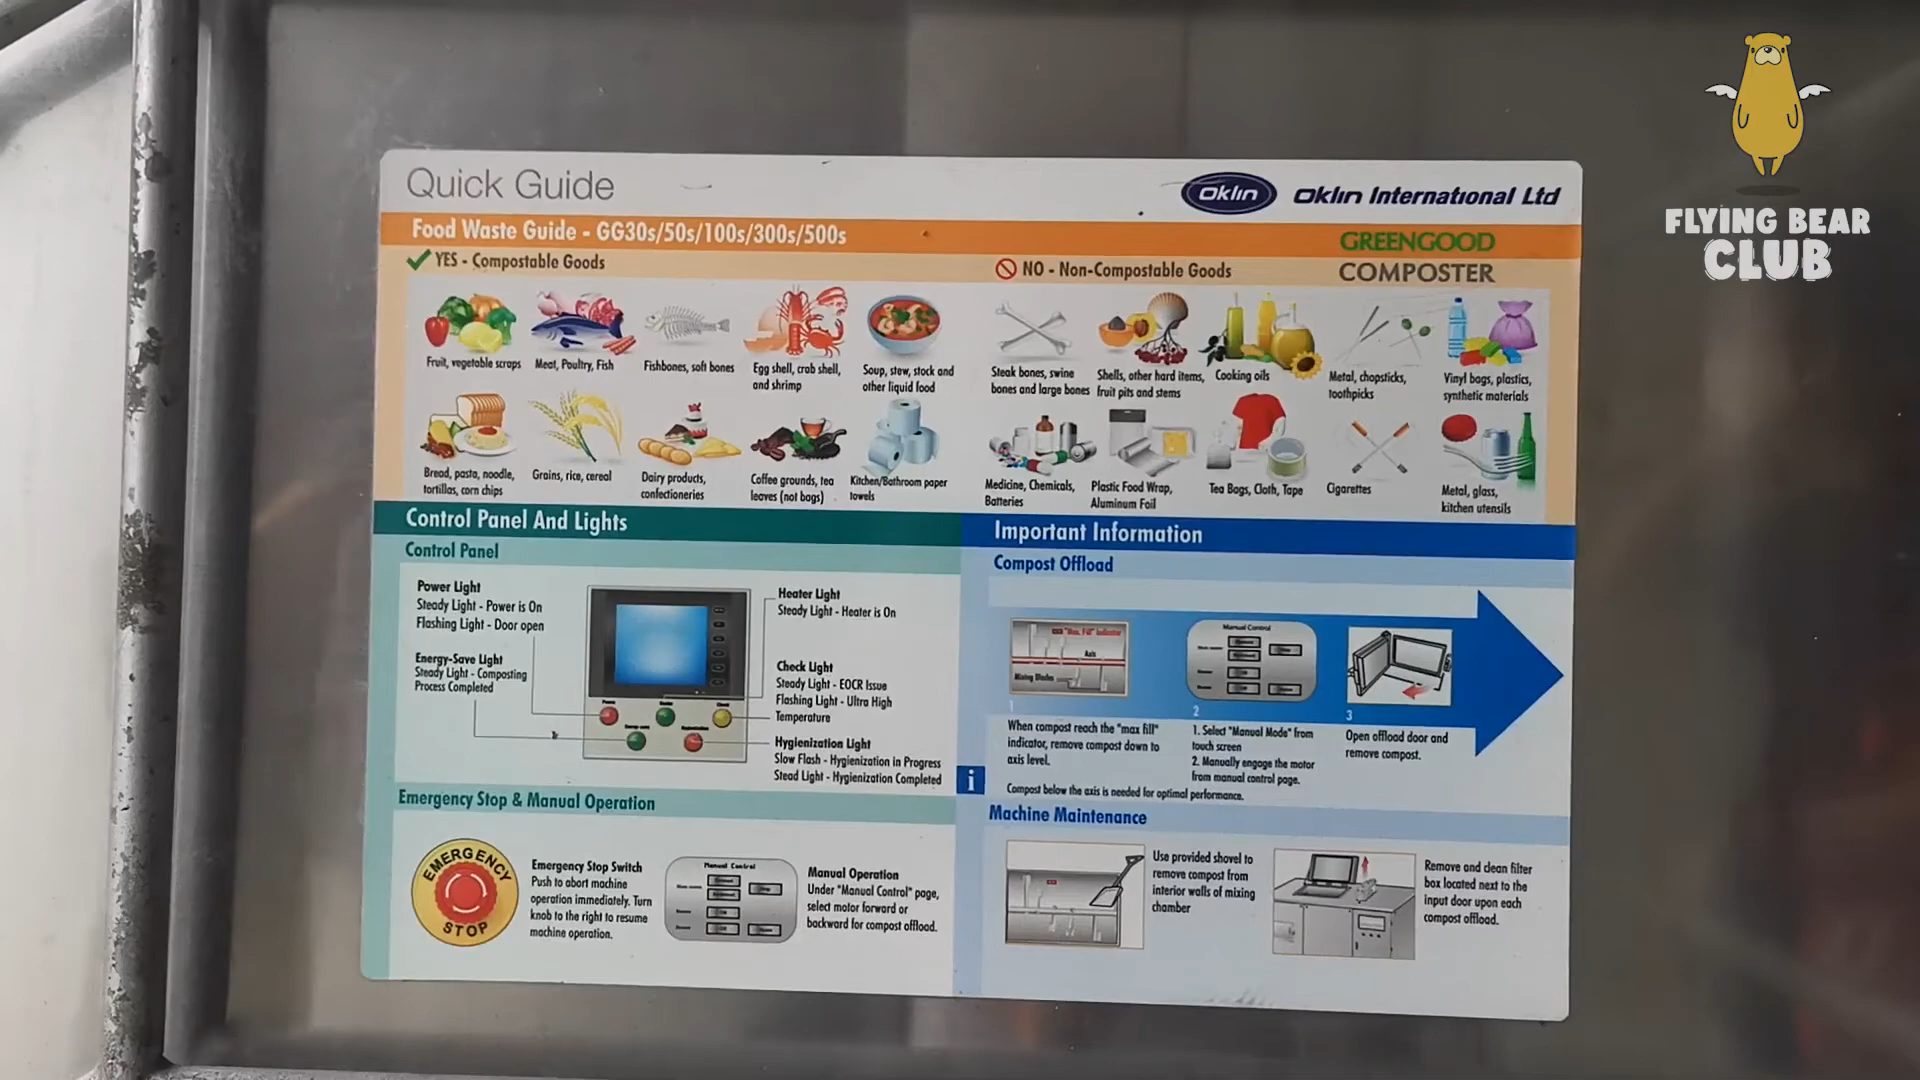 Quick Guide
Oklin
Oklin International Ltd
Food Waste Guide - GG30s/50s/100s/300s/500s
GREENGOOD
COMPOSTER
YES - Compostable Goods
NO - Non-Compostable Goods
Fruit, vegetable scraps
Meat, Poultry, Fish
Fishbones, soft bones
Egg shell, crab shell,
and shrimp
Soup, stew, stock and
other liquid food
Steak bones, swine
bones and large bones
Shells, other hard items,
fruit pits and stems
Cooking oils
Metal, chopsticks,
toothpicks
Vinyl bags, plastics,
synthetic materials
Bread, pasta, noodle,
tortillas, corn chips
Grains, rice, cereal
Dairy products,
confectioneries
Coffee grounds, tea
leaves (not bags)
Kitchen/Bathroom paper
towels
Medicine, Chemicals,
Batteries
Plastic Food Wrap,
Aluminum Foil
Tea Bags, Cloth, Tape
Cigarettes
Metal, glass,
kitchen utensils
Control Panel And Lights
Control Panel
Power Light
Steady Light - Power is On
Flashing Light - Door open
Energy-Save Light
Steady Light - Composting
Process Completed
Heater Light
Steady Light - Heater is On
Check Light
Steady Light - EOCR Issue
Flashing Light - Ultra High
Temperature
Hygienization Light
Slow Flash - Hygienization in Progress
Stead Light - Hygienization Completed
Emergency Stop & Manual Operation
EMERGENCY
STOP
Emergency Stop Switch
Push to abort machine
operation immediately. Turn
knob to the right to resume
machine operation.
Manual Control
Manual Operation
Under "Manual Control" page,
select motor forward or
backward for compost offload.
Important Information
Compost Offload
"Max. Fill" Indicator
Axis
Mixing Blades
1
When compost reach the "max fill"
indicator, remove compost down to
axis level.
Manual Control
2
1. Select "Manual Mode" from
touch screen
2. Manually engage the motor
from manual control page.
3
Open offload door and
remove compost.
i
Compost below the axis is needed for optimal performance.
Machine Maintenance
Use provided shovel to
remove compost from
interior walls of mixing
chamber
Remove and clean filter
box located next to the
input door upon each
compost offload.
FLYING BEAR
CLUB